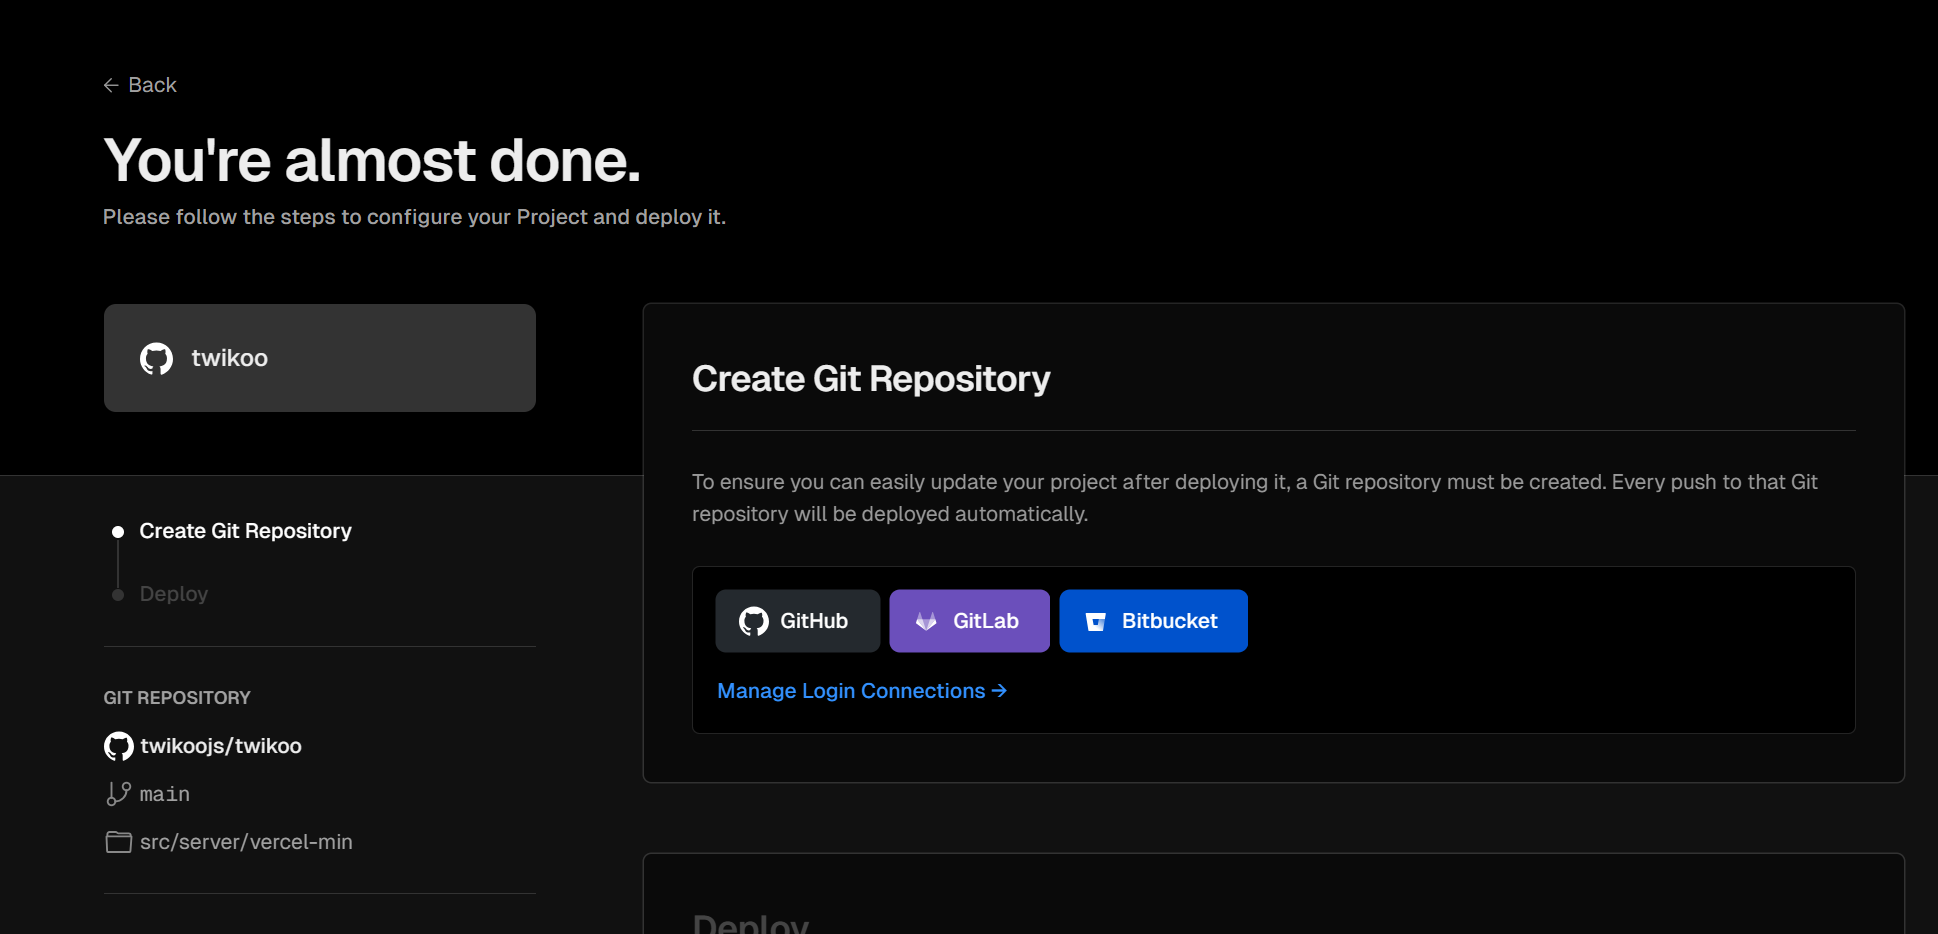 ← Back
You're almost done.
Please follow the steps to configure your Project and deploy it.
twikoo
Create Git Repository
Deploy
GIT REPOSITORY
twikoojs/twikoo
main
src/server/vercel-min
Create Git Repository
To ensure you can easily update your project after deploying it, a Git repository must be created. Every push to that Git
repository will be deployed automatically.
GitHub GitLab Bitbucket
Manage Login Connections →
Deploy